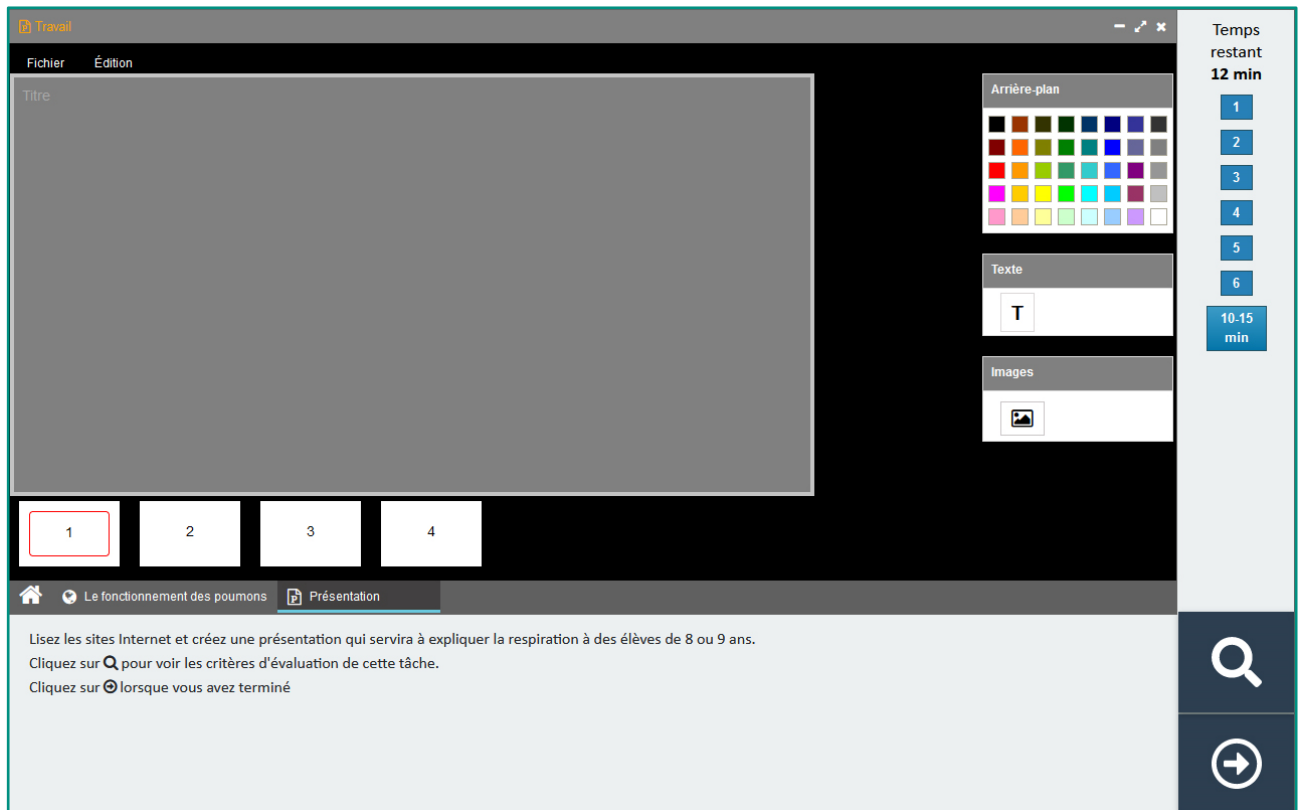 Travail
Fichier Édition
Titre
Arrière-plan
Texte
T
Images
1 2 3 4
Le fonctionnement des poumons Présentation
Lisez les sites Internet et créez une présentation qui servira à expliquer la respiration à des élèves de 8 ou 9 ans.
Cliquez sur pour voir les critères d'évaluation de cette tâche.
Cliquez sur lorsque vous avez terminé
Temps
restant
12 min
1
2
3
4
5
6
10-15
min